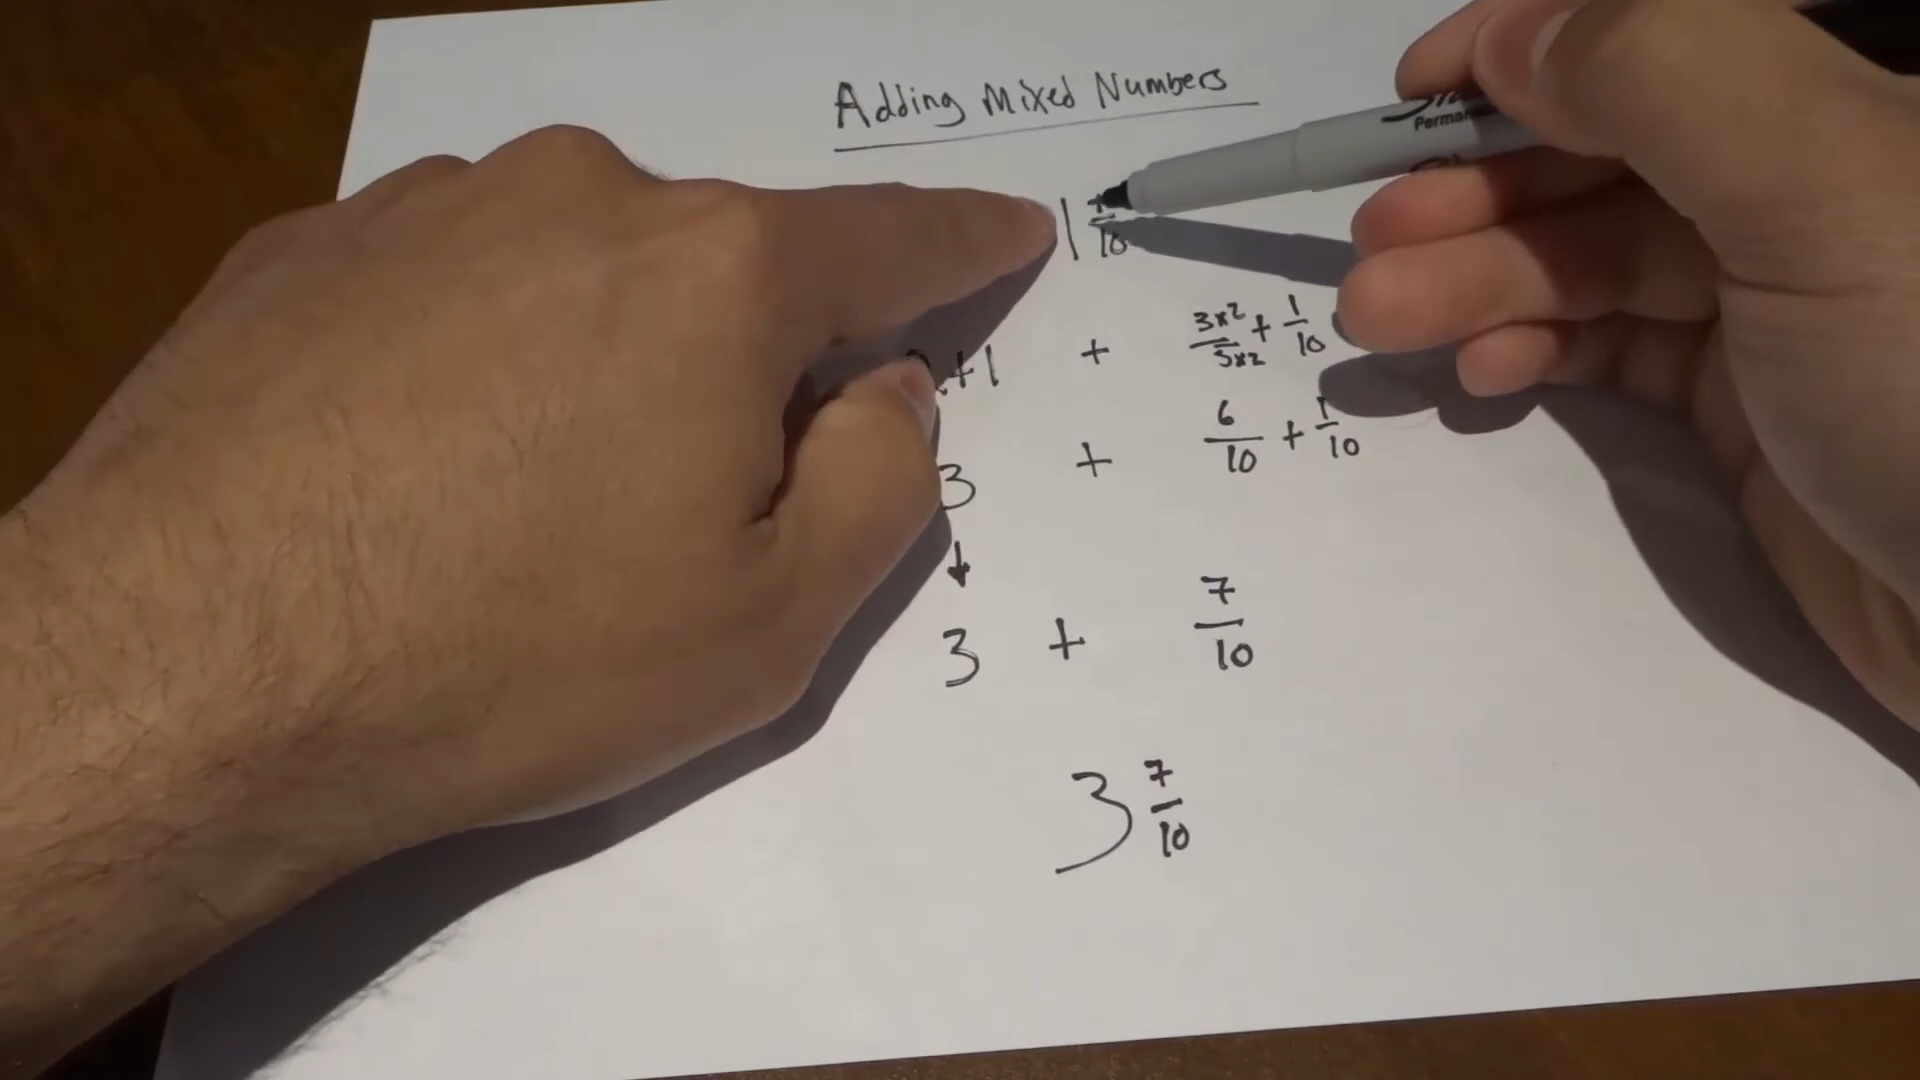 Adding Mixed Numbers
1 1/10
2+1 + 3x2/5x2 + 1/10
3 + 6/10 + 1/10
↓
3 + 7/10
3 7/10